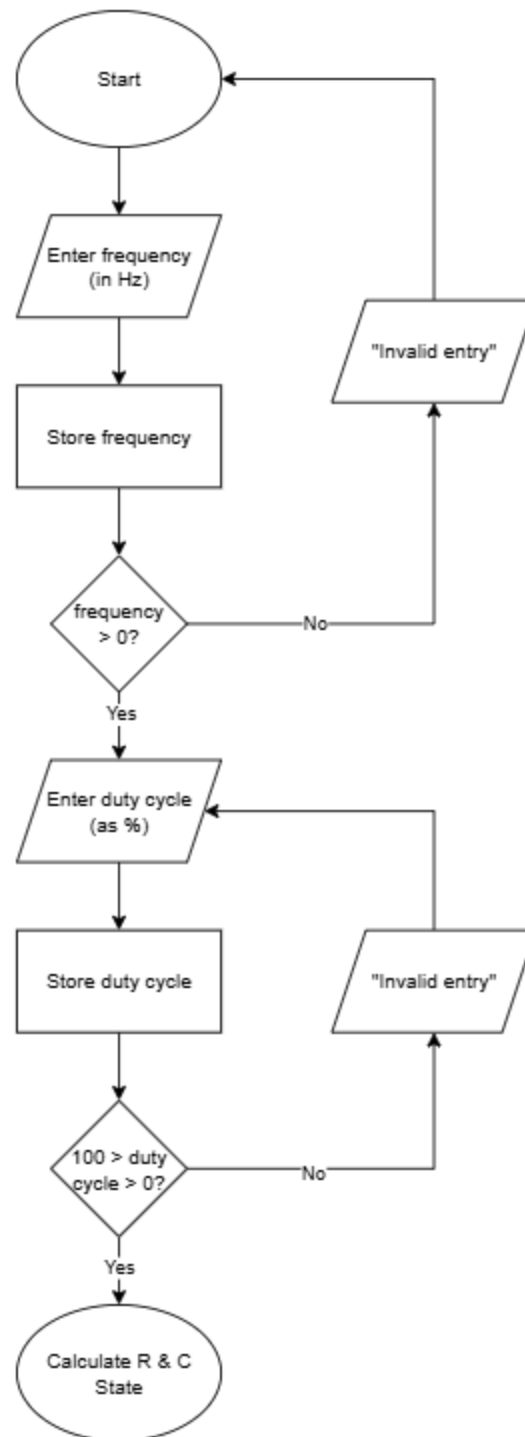 Start
Enter frequency
(in Hz)
"Invalid entry"
Store frequency
frequency
> 0?
No
Yes
Enter duty cycle
(as %)
Store duty cycle
"Invalid entry"
100 > duty
cycle > 0?
No
Yes
Calculate R & C
State